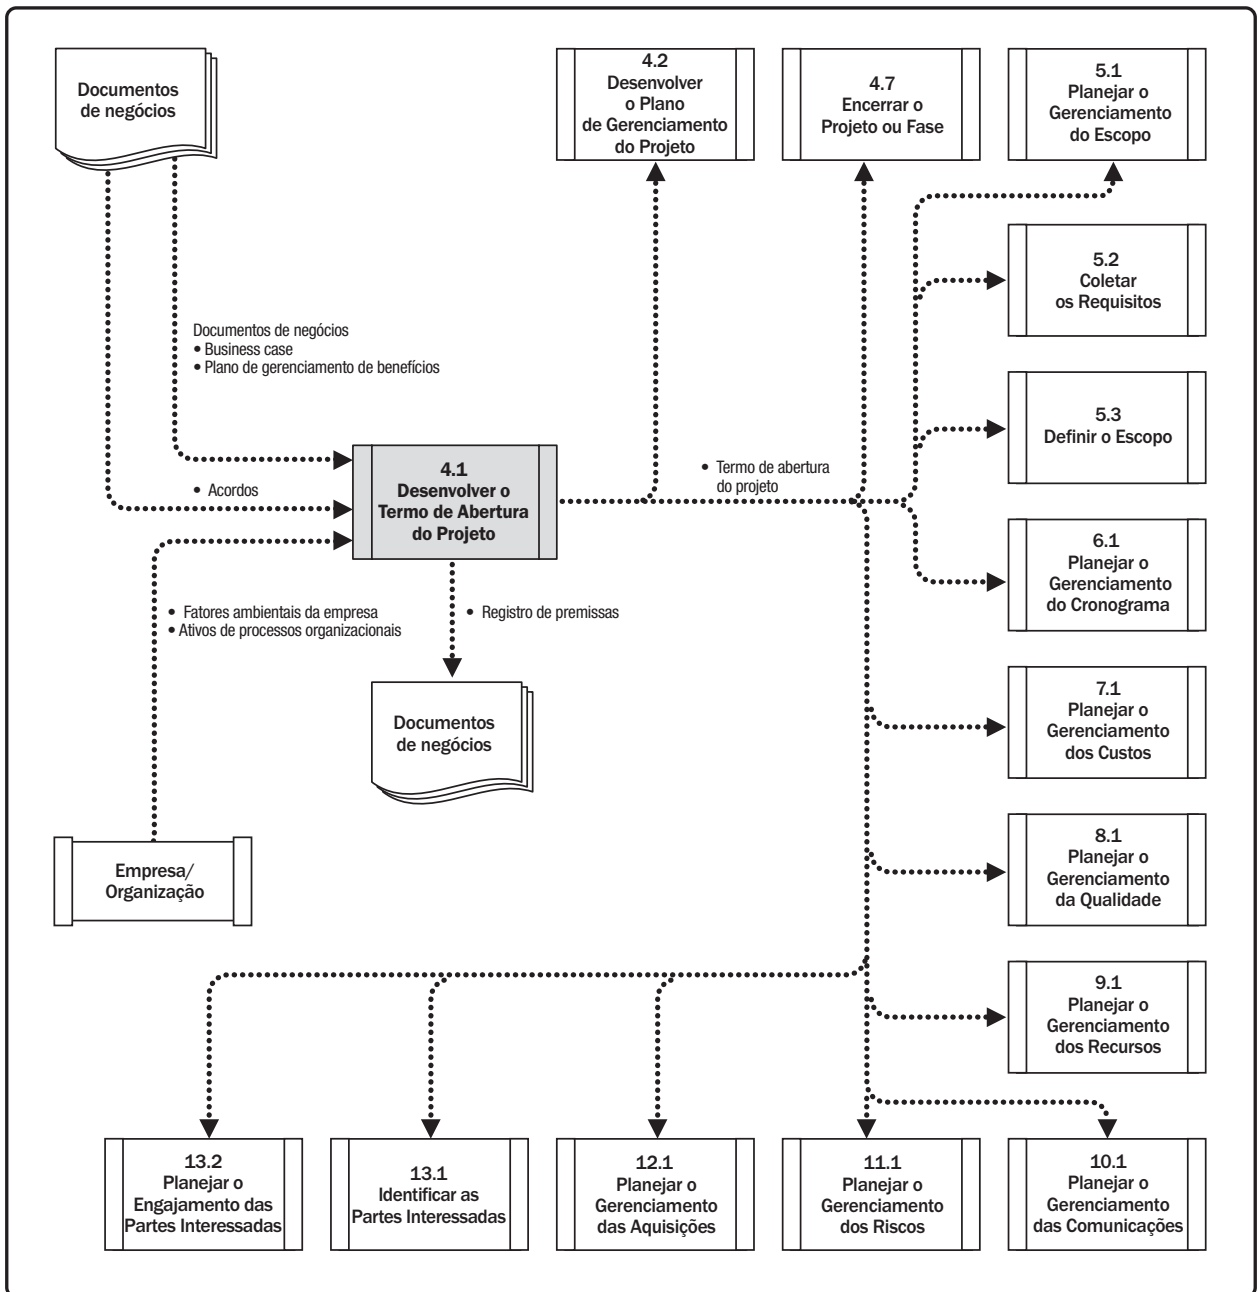 Documentos
de negócios
4.2
Desenvolver
o Plano
de Gerenciamento
do Projeto
4.7
Encerrar o
Projeto ou Fase
5.1
Planejar o
Gerenciamento
do Escopo
5.2
Coletar
os Requisitos
Documentos de negócios
• Business case
• Plano de gerenciamento de benefícios
5.3
Definir o Escopo
4.1
Desenvolver o
Termo de Abertura
do Projeto
• Acordos
• Termo de abertura
do projeto
6.1
Planejar o
Gerenciamento
do Cronograma
• Fatores ambientais da empresa
• Ativos de processos organizacionais
• Registro de premissas
7.1
Planejar o
Gerenciamento
dos Custos
Documentos
de negócios
8.1
Planejar o
Gerenciamento
da Qualidade
Empresa/
Organização
9.1
Planejar o
Gerenciamento
dos Recursos
13.2
Planejar o
Engajamento das
Partes Interessadas
13.1
Identificar as
Partes Interessadas
12.1
Planejar o
Gerenciamento
das Aquisições
11.1
Planejar o
Gerenciamento
dos Riscos
10.1
Planejar o
Gerenciamento
das Comunicações